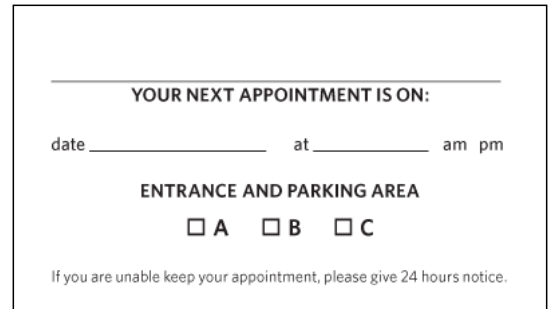 YOUR NEXT APPOINTMENT IS ON:
date at am pm
ENTRANCE AND PARKING AREA
A B C
If you are unable keep your appointment, please give 24 hours notice.